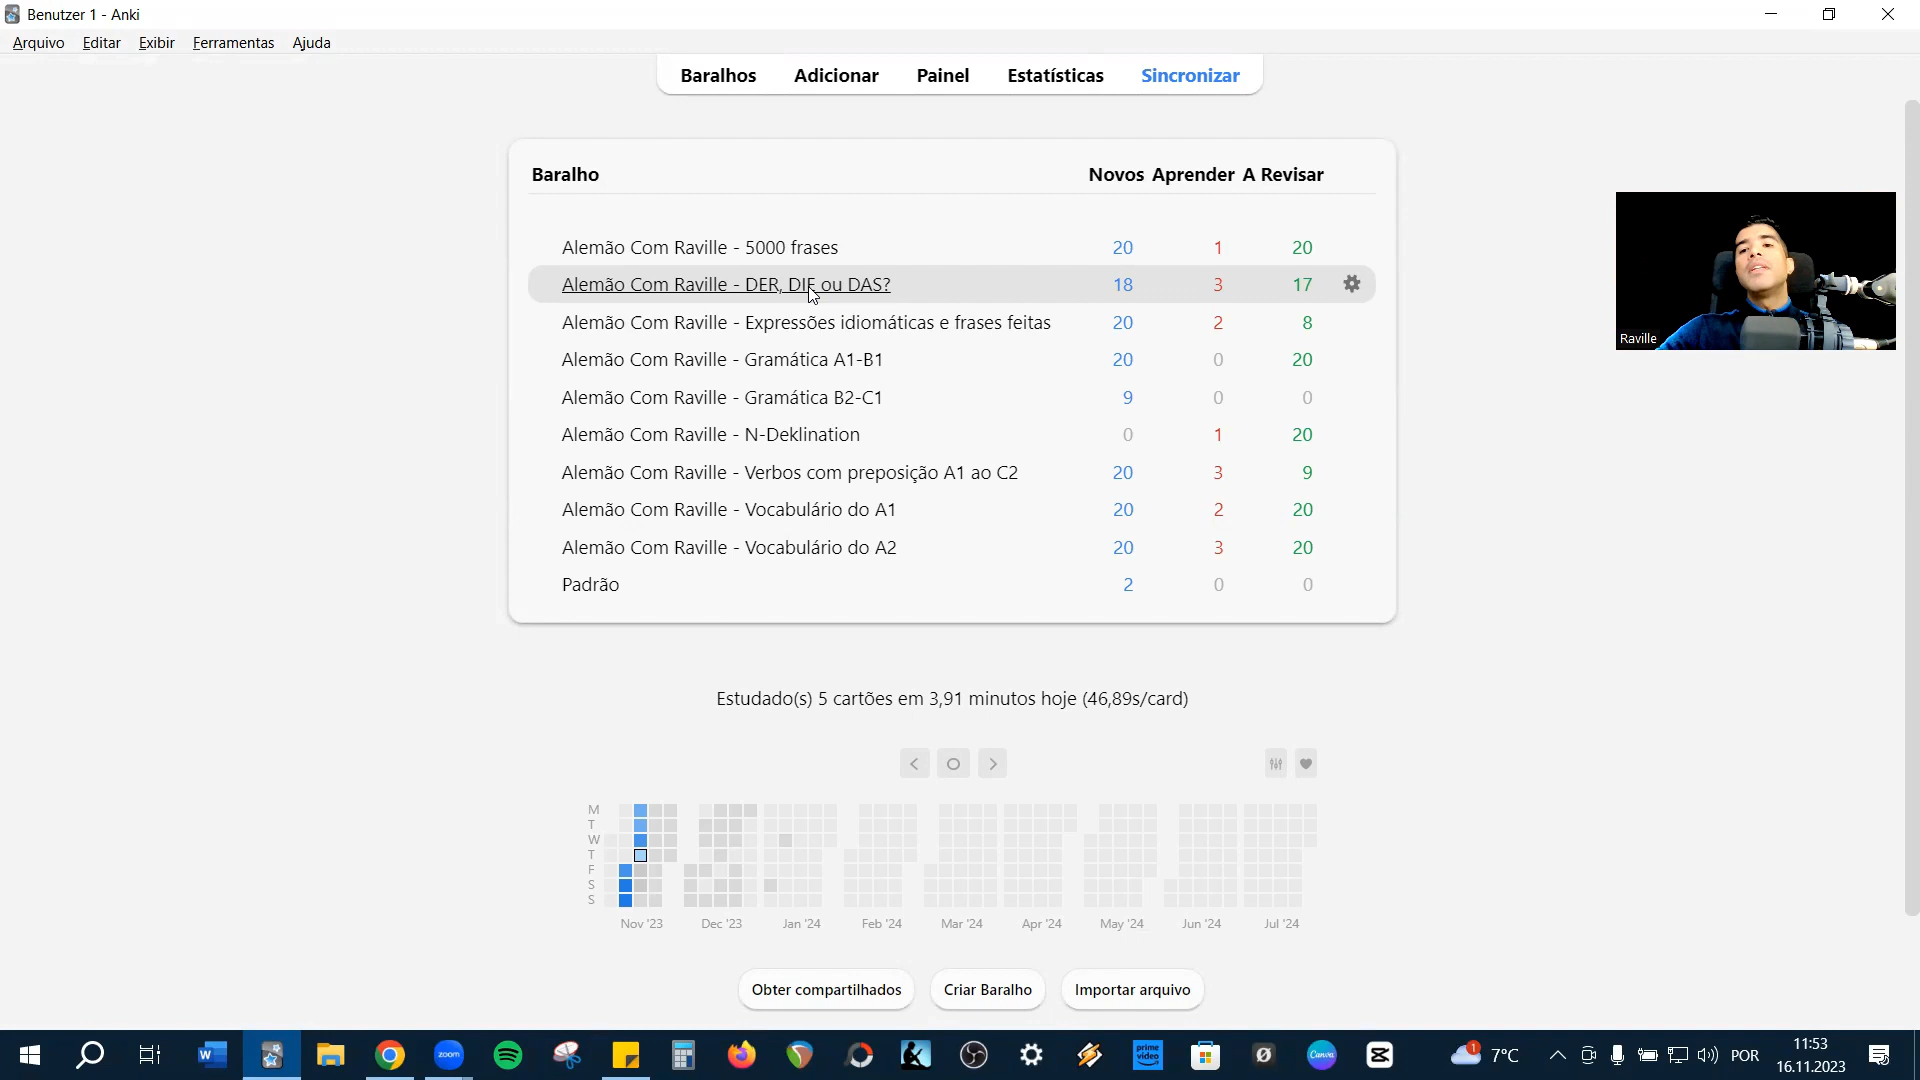 Benutzer 1 - Anki
Arquivo Editar Exibir Ferramentas Ajuda
Baralhos Adicionar Painel Estatísticas Sincronizar
Baralho Novos Aprender A Revisar
Alemão Com Raville - 5000 frases 20 1 20
Alemão Com Raville - DER, DIE ou DAS? 18 3 17
Alemão Com Raville - Expressões idiomáticas e frases feitas 20 2 8
Alemão Com Raville - Gramática A1-B1 20 0 20
Alemão Com Raville - Gramática B2-C1 9 0 0
Alemão Com Raville - N-Deklination 0 1 20
Alemão Com Raville - Verbos com preposição A1 ao C2 20 3 9
Alemão Com Raville - Vocabulário do A1 20 2 20
Alemão Com Raville - Vocabulário do A2 20 3 20
Padrão 2 0 0
Raville
Estudado(s) 5 cartões em 3,91 minutos hoje (46,89s/card)
M
T
W
T
F
S
S
Nov '23 Dec '23 Jan '24 Feb '24 Mar '24 Apr '24 May '24 Jun '24 Jul '24
Obter compartilhados Criar Baralho Importar arquivo
W zoom prime video Canva 1 7°C POR 11:53
16.11.2023